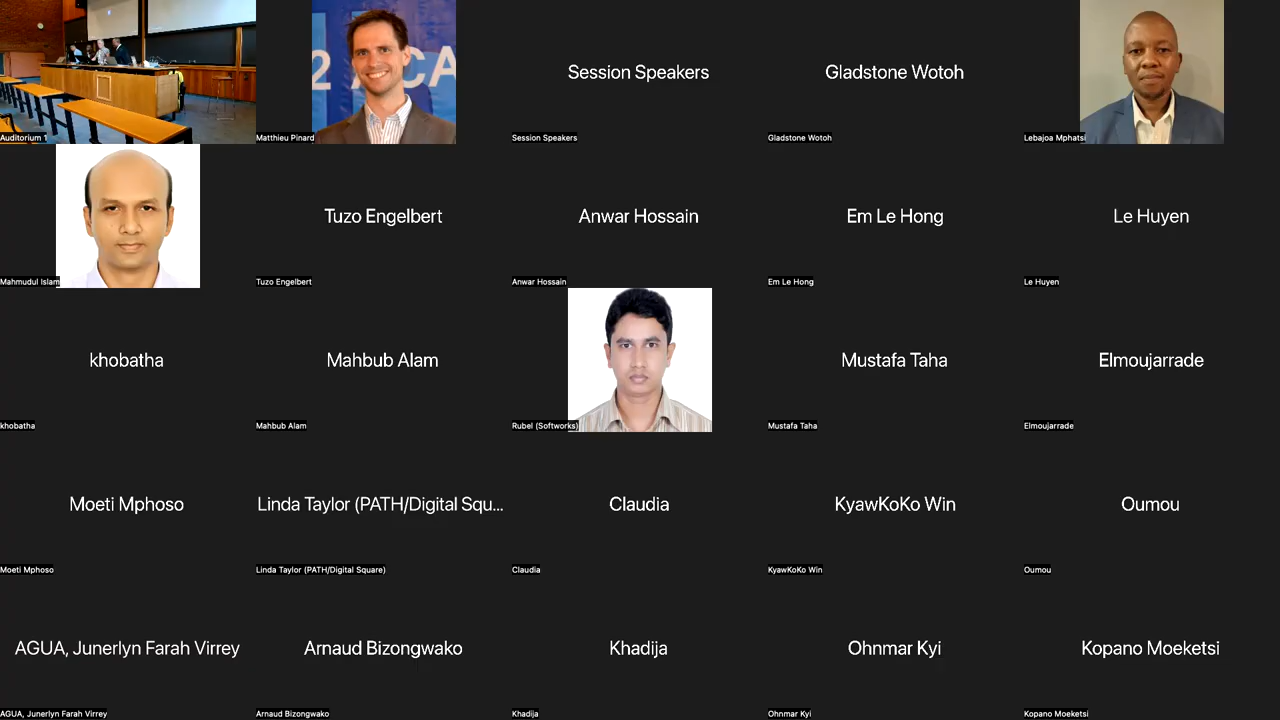 2 ACA
Session Speakers
Gladstone Wotoh
Auditorium 1
Matthieu Pinard
Session Speakers
Gladstone Wotoh
Lebajoa Mphatsi
Tuzo Engelbert
Anwar Hossain
Em Le Hong
Le Huyen
Mahmudul Islam
Tuzo Engelbert
Anwar Hossain
Em Le Hong
Le Huyen
khobatha
Mahbub Alam
Mustafa Taha
Elmoujarrade
khobatha
Mahbub Alam
Rubel (Softworks)
Mustafa Taha
Elmoujarrade
Moeti Mphoso
Linda Taylor (PATH/Digital Squ...
Claudia
KyawKoKo Win
Oumou
Moeti Mphoso
Linda Taylor (PATH/Digital Square)
Claudia
KyawKoKo Win
Oumou
AGUA, Junerlyn Farah Virrey
Arnaud Bizongwako
Khadija
Ohnmar Kyi
Kopano Moeketsi
AGUA, Junerlyn Farah Virrey
Arnaud Bizongwako
Khadija
Ohnmar Kyi
Kopano Moeketsi